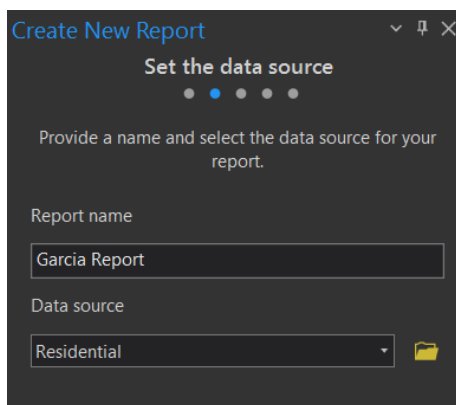 Create New Report
Set the data source
Provide a name and select the data source for your
report.
Report name
Garcia Report
Data source
Residential